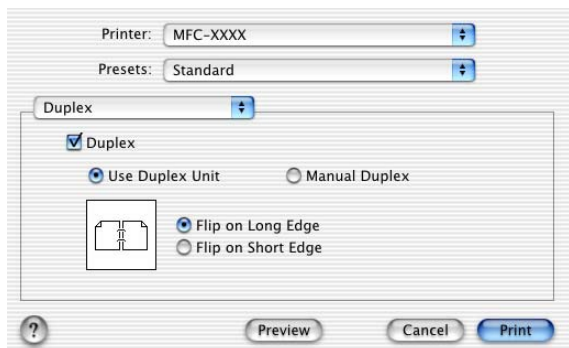 Printer: MFC-XXXX
Presets: Standard
Duplex
Duplex
Use Duplex Unit Manual Duplex
Flip on Long Edge
Flip on Short Edge
? Preview Cancel Print